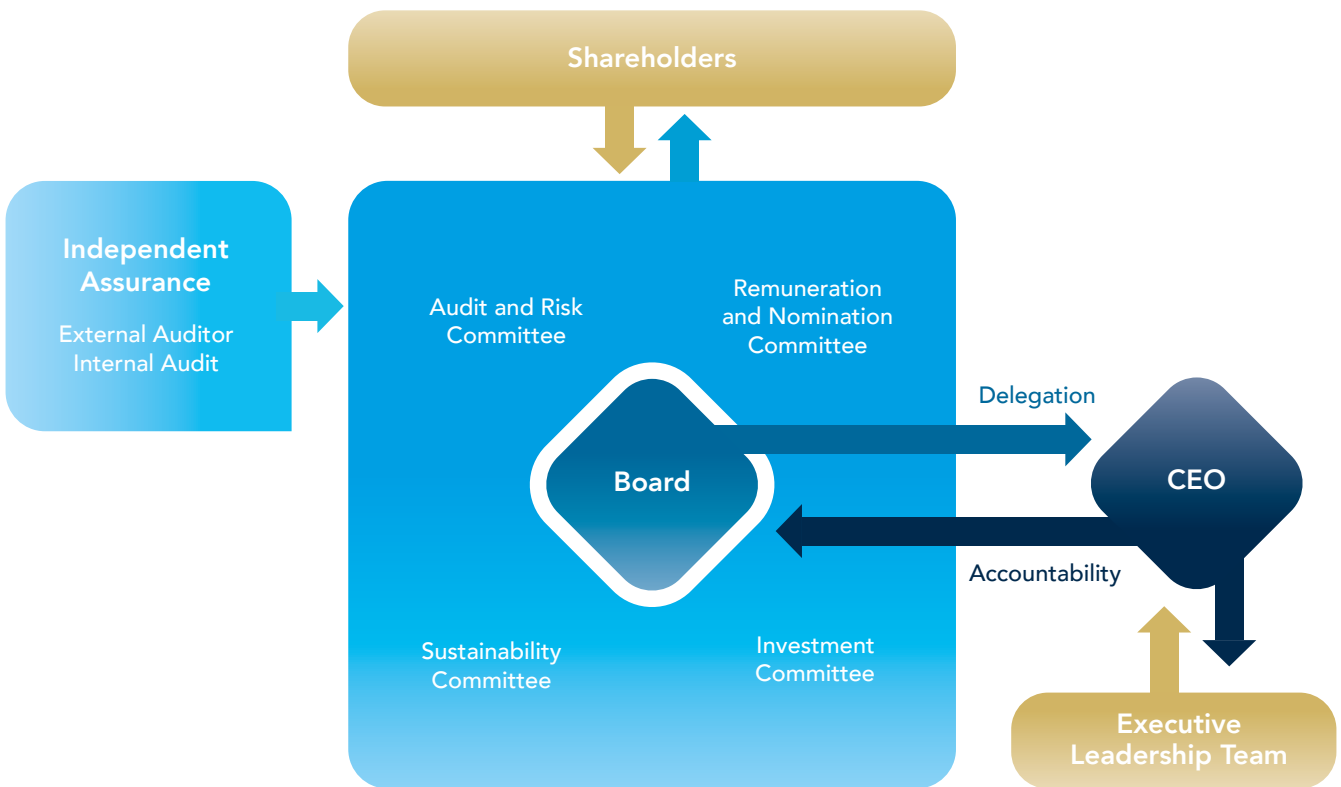 Shareholders
Independent
Assurance
External Auditor
Internal Audit
Audit and Risk
Committee
Remuneration
and Nomination
Committee
Delegation
Board
CEO
Accountability
Sustainability
Committee
Investment
Committee
Executive
Leadership Team